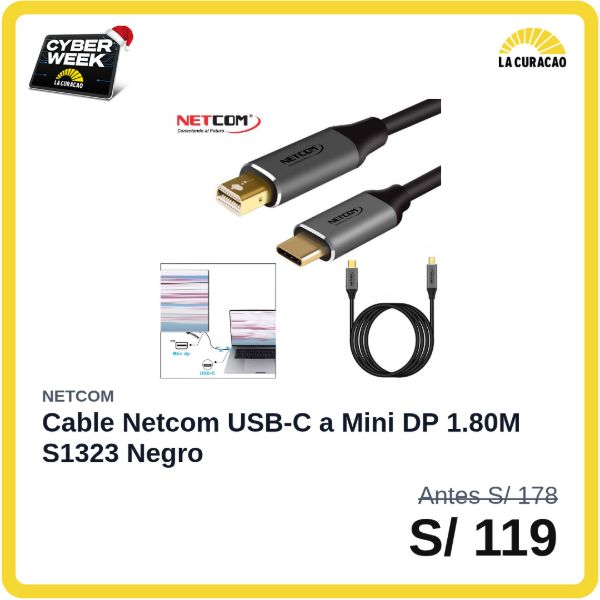 CYBER
WEEK
LA CURACAO
LA CURACAO
NETCOM®
Conectando al Futuro
NETCOM
NETCOM
Mini dp
USB-C
NETCOM
Cable Netcom USB-C a Mini DP 1.80M
S1323 Negro
Antes S/ 178
S/ 119